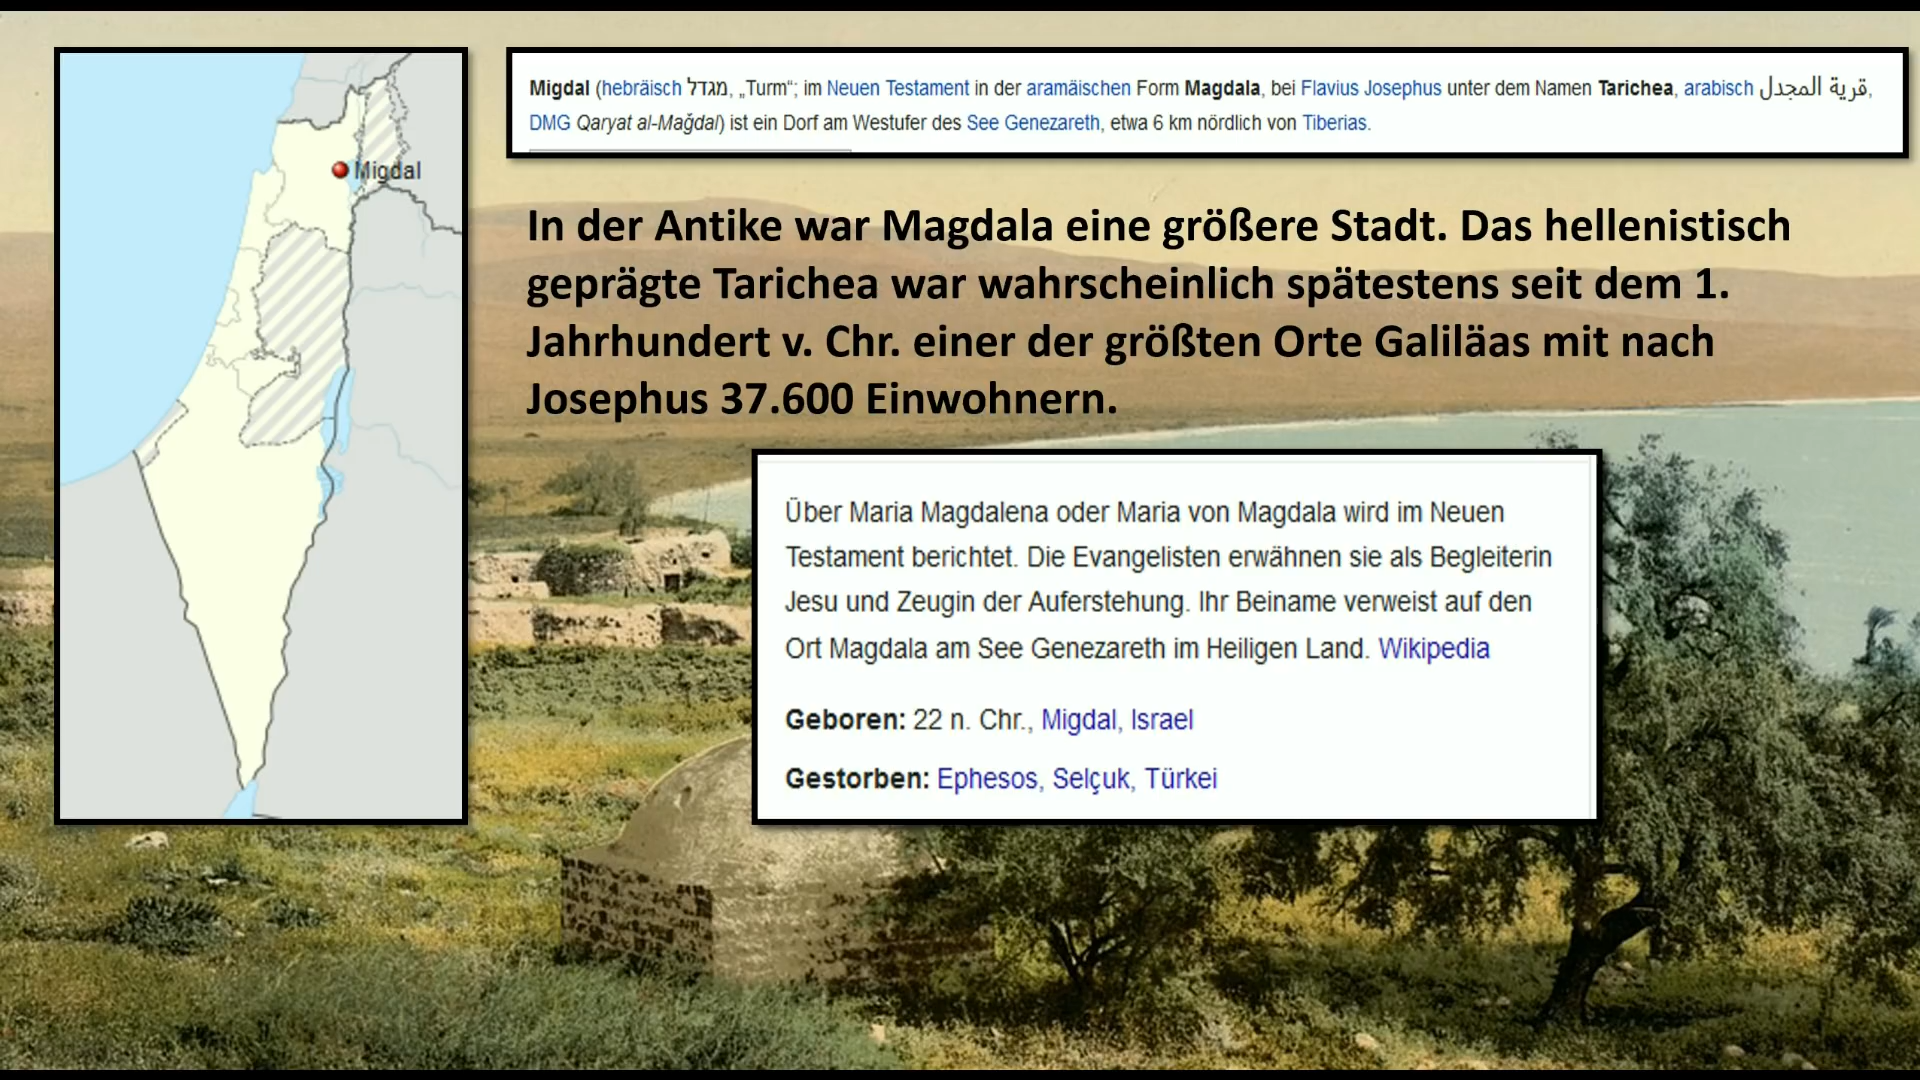 Migdal
Migdal (hebräisch מגדל, „Turm“; im Neuen Testament in der aramäischen Form Magdala, bei Flavius Josephus unter dem Namen Tarichea, arabisch قرية المجدل,
DMG Qaryat al-Maǧdal) ist ein Dorf am Westufer des See Genezareth, etwa 6 km nördlich von Tiberias.
In der Antike war Magdala eine größere Stadt. Das hellenistisch
geprägte Tarichea war wahrscheinlich spätestens seit dem 1.
Jahrhundert v. Chr. einer der größten Orte Galiläas mit nach
Josephus 37.600 Einwohnern.
Über Maria Magdalena oder Maria von Magdala wird im Neuen
Testament berichtet. Die Evangelisten erwähnen sie als Begleiterin
Jesu und Zeugin der Auferstehung. Ihr Beiname verweist auf den
Ort Magdala am See Genezareth im Heiligen Land. Wikipedia
Geboren: 22 n. Chr., Migdal, Israel
Gestorben: Ephesos, Selçuk, Türkei